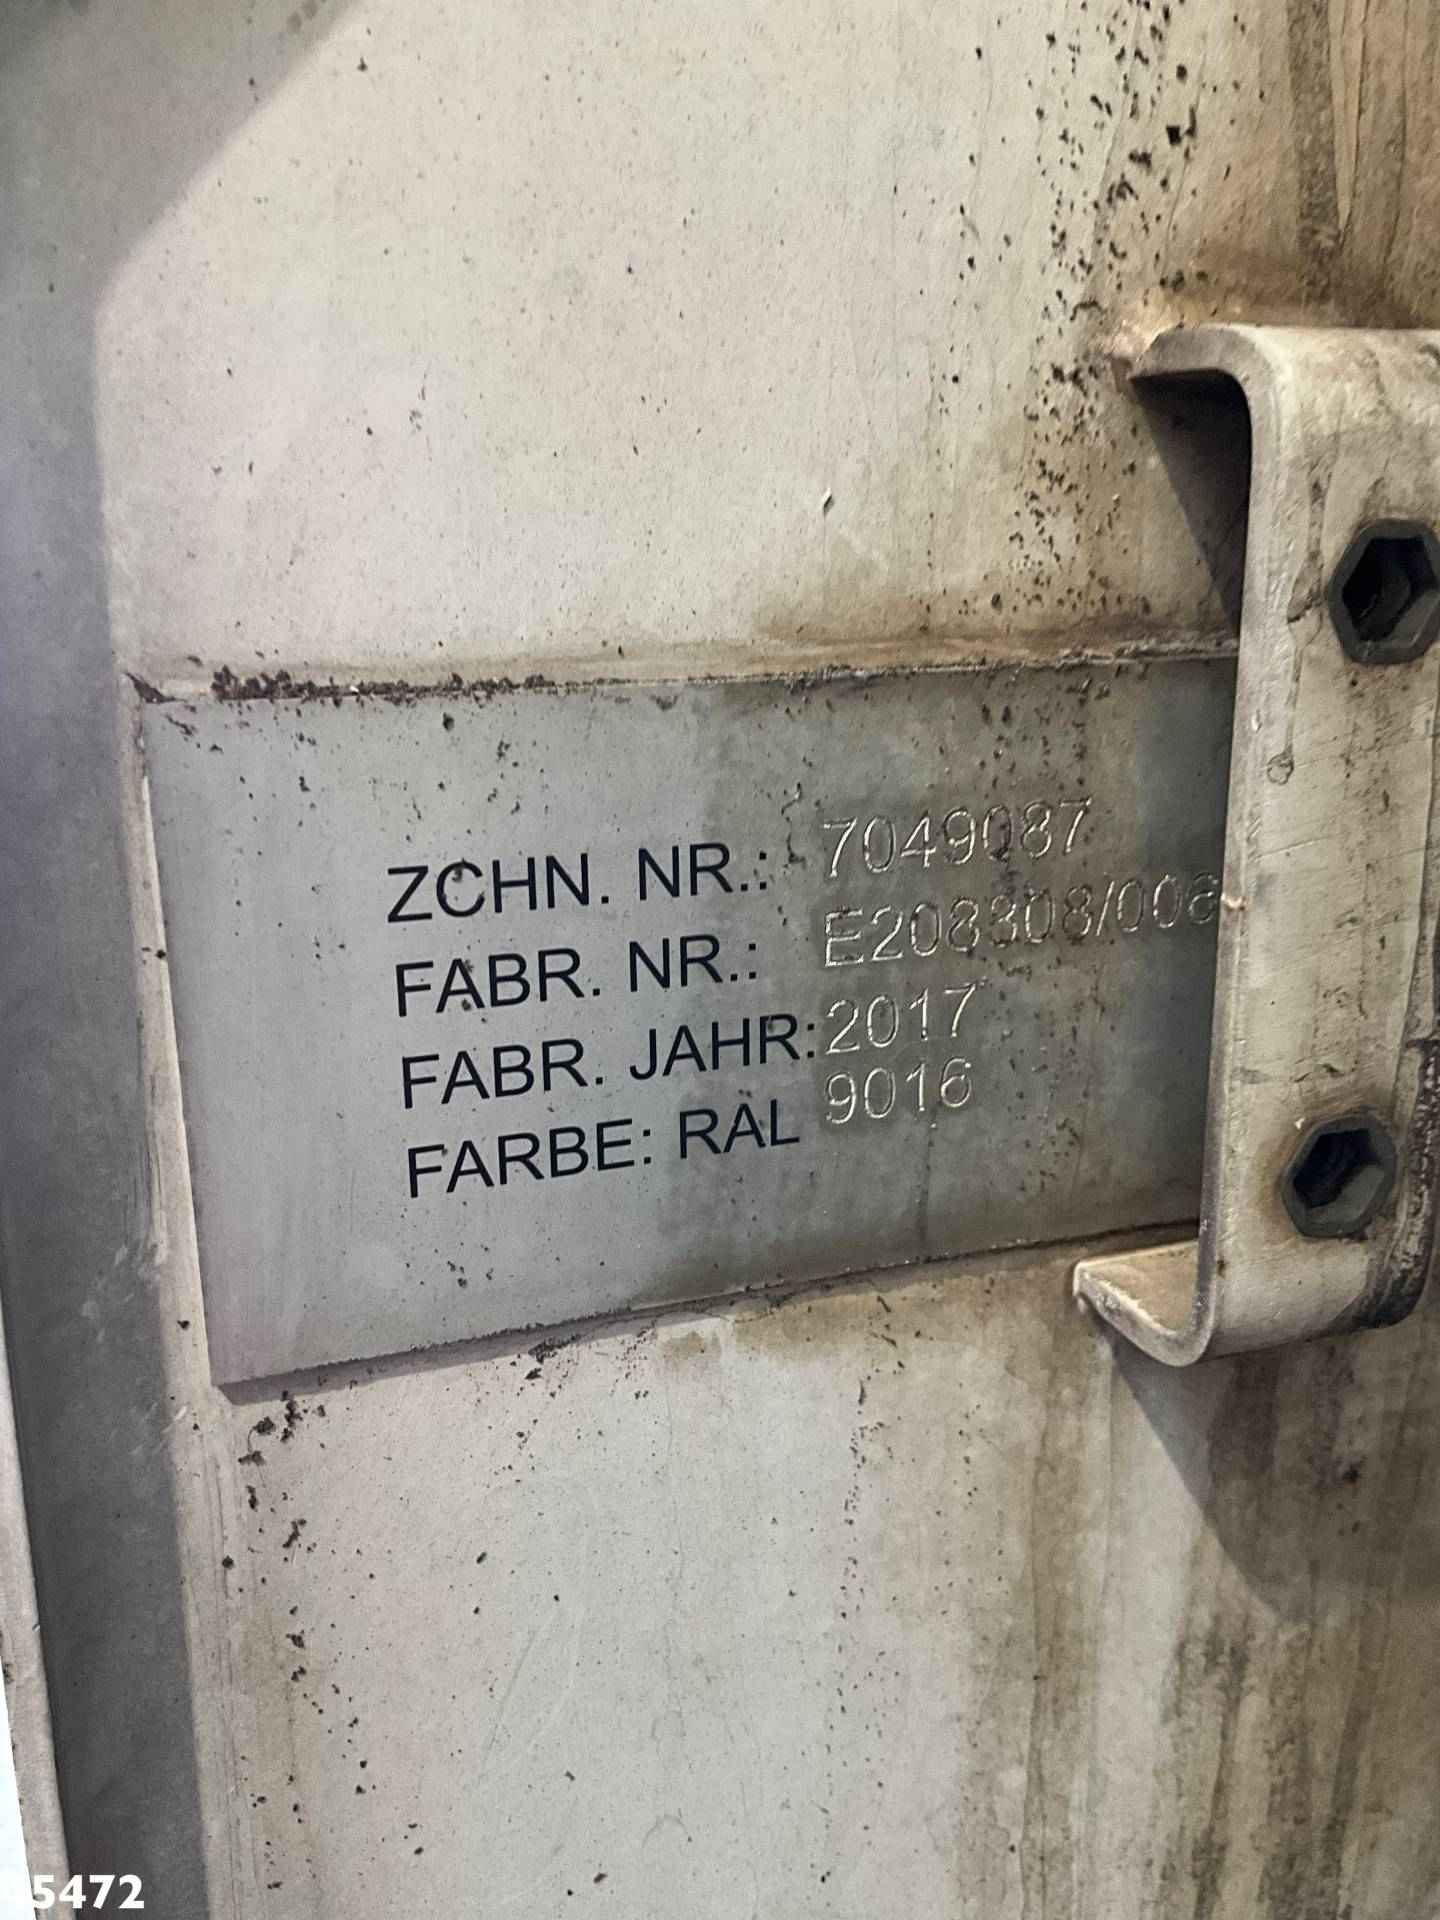 ZCHN. NR.: 7049087
FABR. NR.: E208308/006
FABR. JAHR: 2017
FARBE: RAL 9016
5472